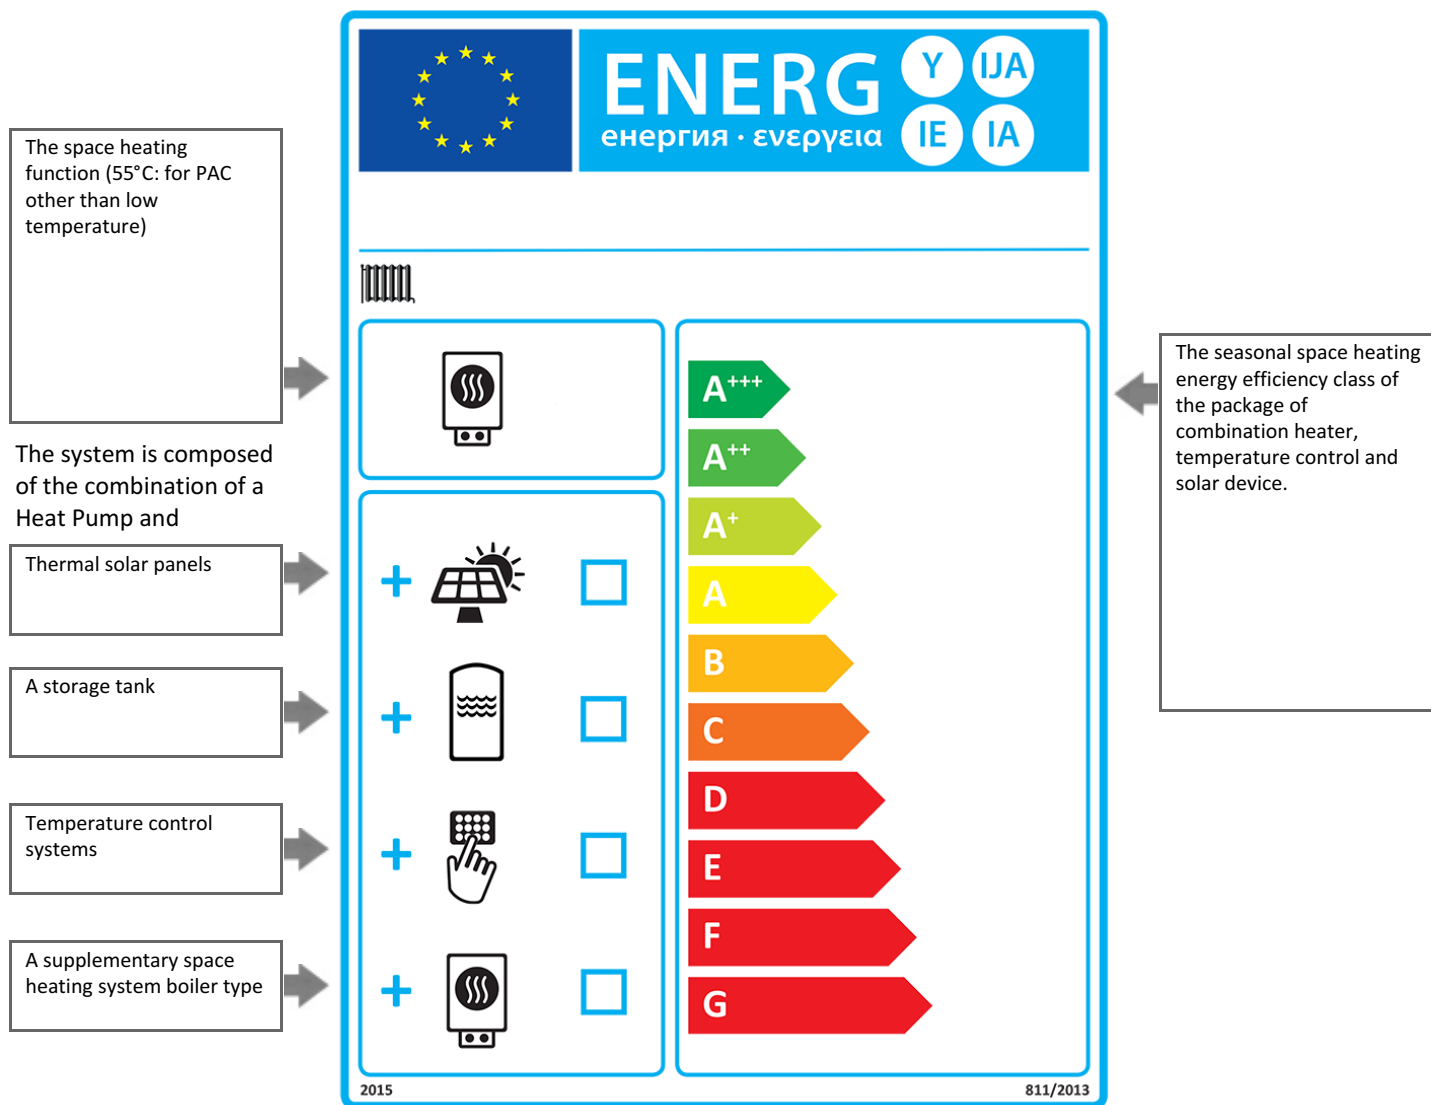 ENERG
енергия · ενεργεια
Y
IJA
IE
IA
The space heating
function (55°C: for PAC
other than low
temperature)
The system is composed
of the combination of a
Heat Pump and
Thermal solar panels
A storage tank
Temperature control
systems
A supplementary space
heating system boiler type
A+++
A++
A+
A
B
C
D
E
F
G
The seasonal space heating
energy efficiency class of
the package of
combination heater,
temperature control and
solar device.
2015
811/2013